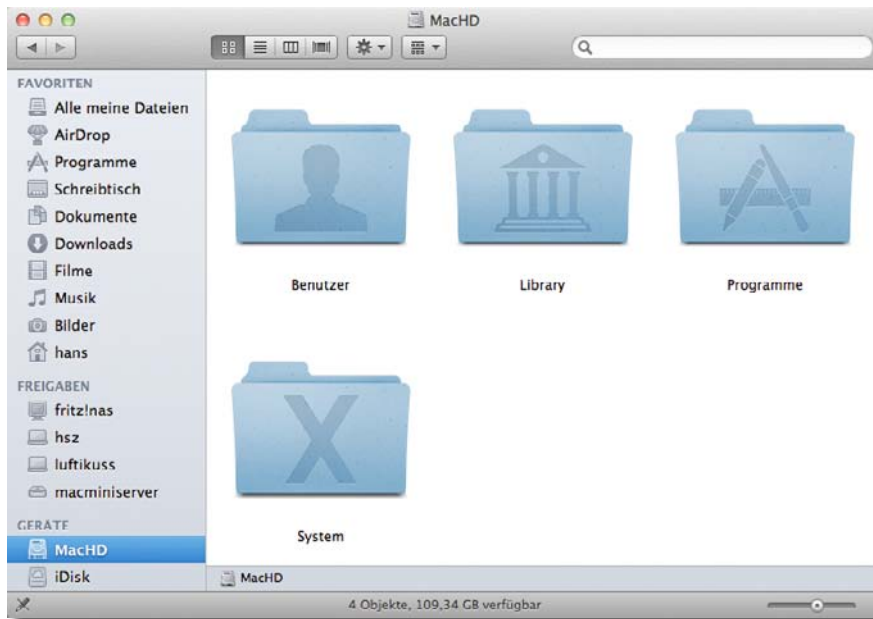 MacHD
FAVORITEN
Alle meine Dateien
AirDrop
Programme
Schreibtisch
Dokumente
Downloads
Filme
Musik
Bilder
hans
FREIGABEN
fritz!nas
hsz
luftikuss
macminiserver
GERÄTE
MacHD
iDisk
Benutzer
Library
Programme
System
MacHD
4 Objekte, 109,34 GB verfügbar